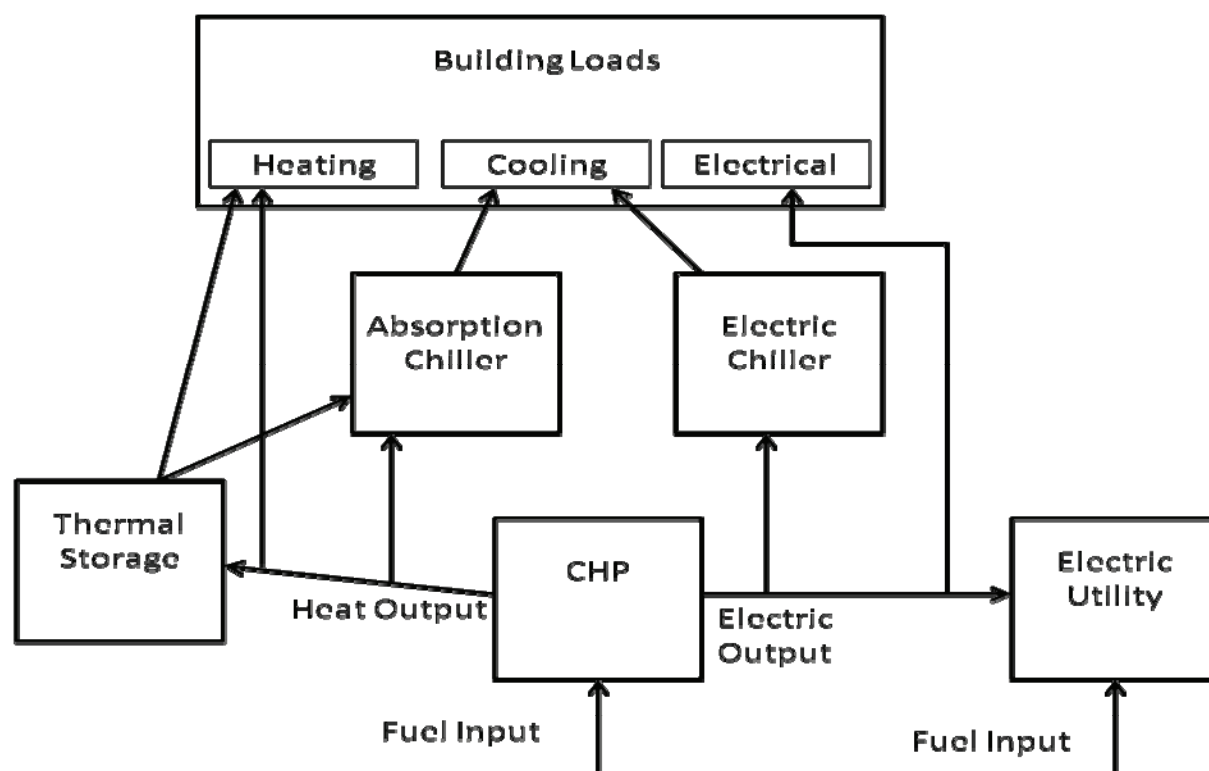 Building Loads
Heating
Cooling
Electrical
Absorption
Chiller
Electric
Chiller
Thermal
Storage
CHP
Electric
Utility
Heat Output
Electric
Output
Fuel Input
Fuel Input